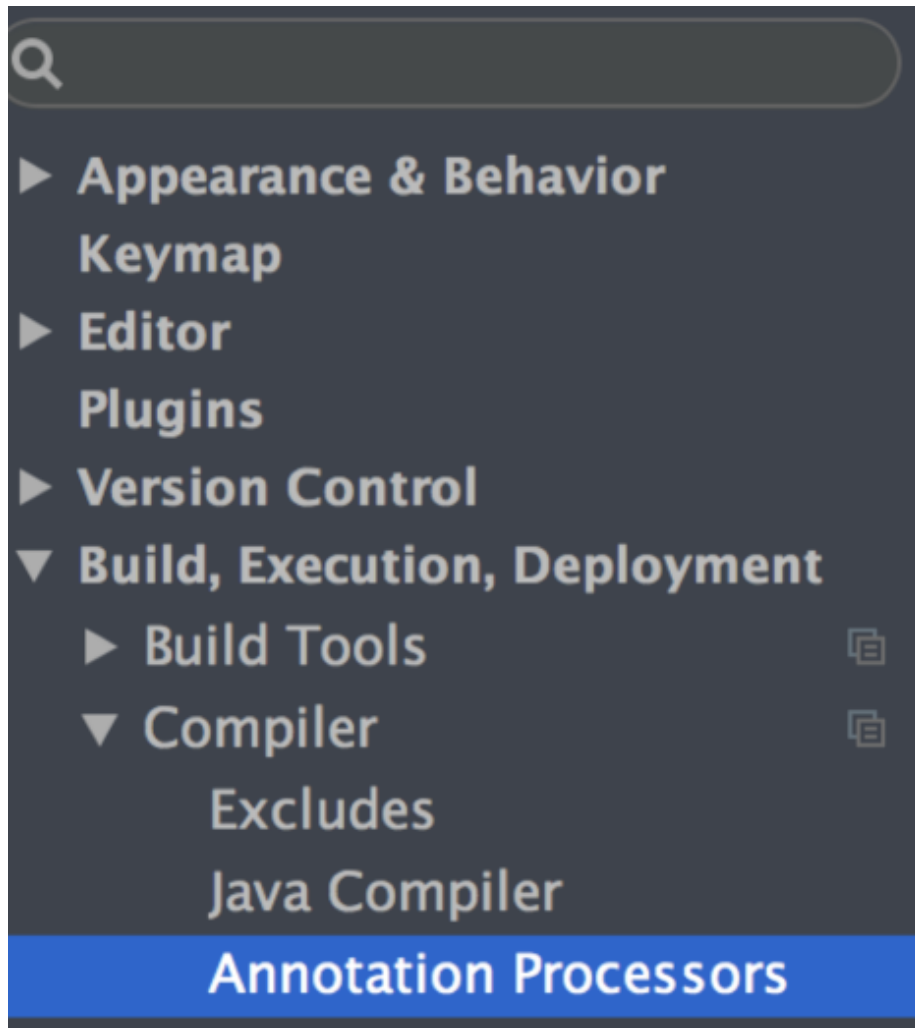 Appearance & Behavior
Keymap
Editor
Plugins
Version Control
Build, Execution, Deployment
Build Tools
Compiler
Excludes
Java Compiler
Annotation Processors